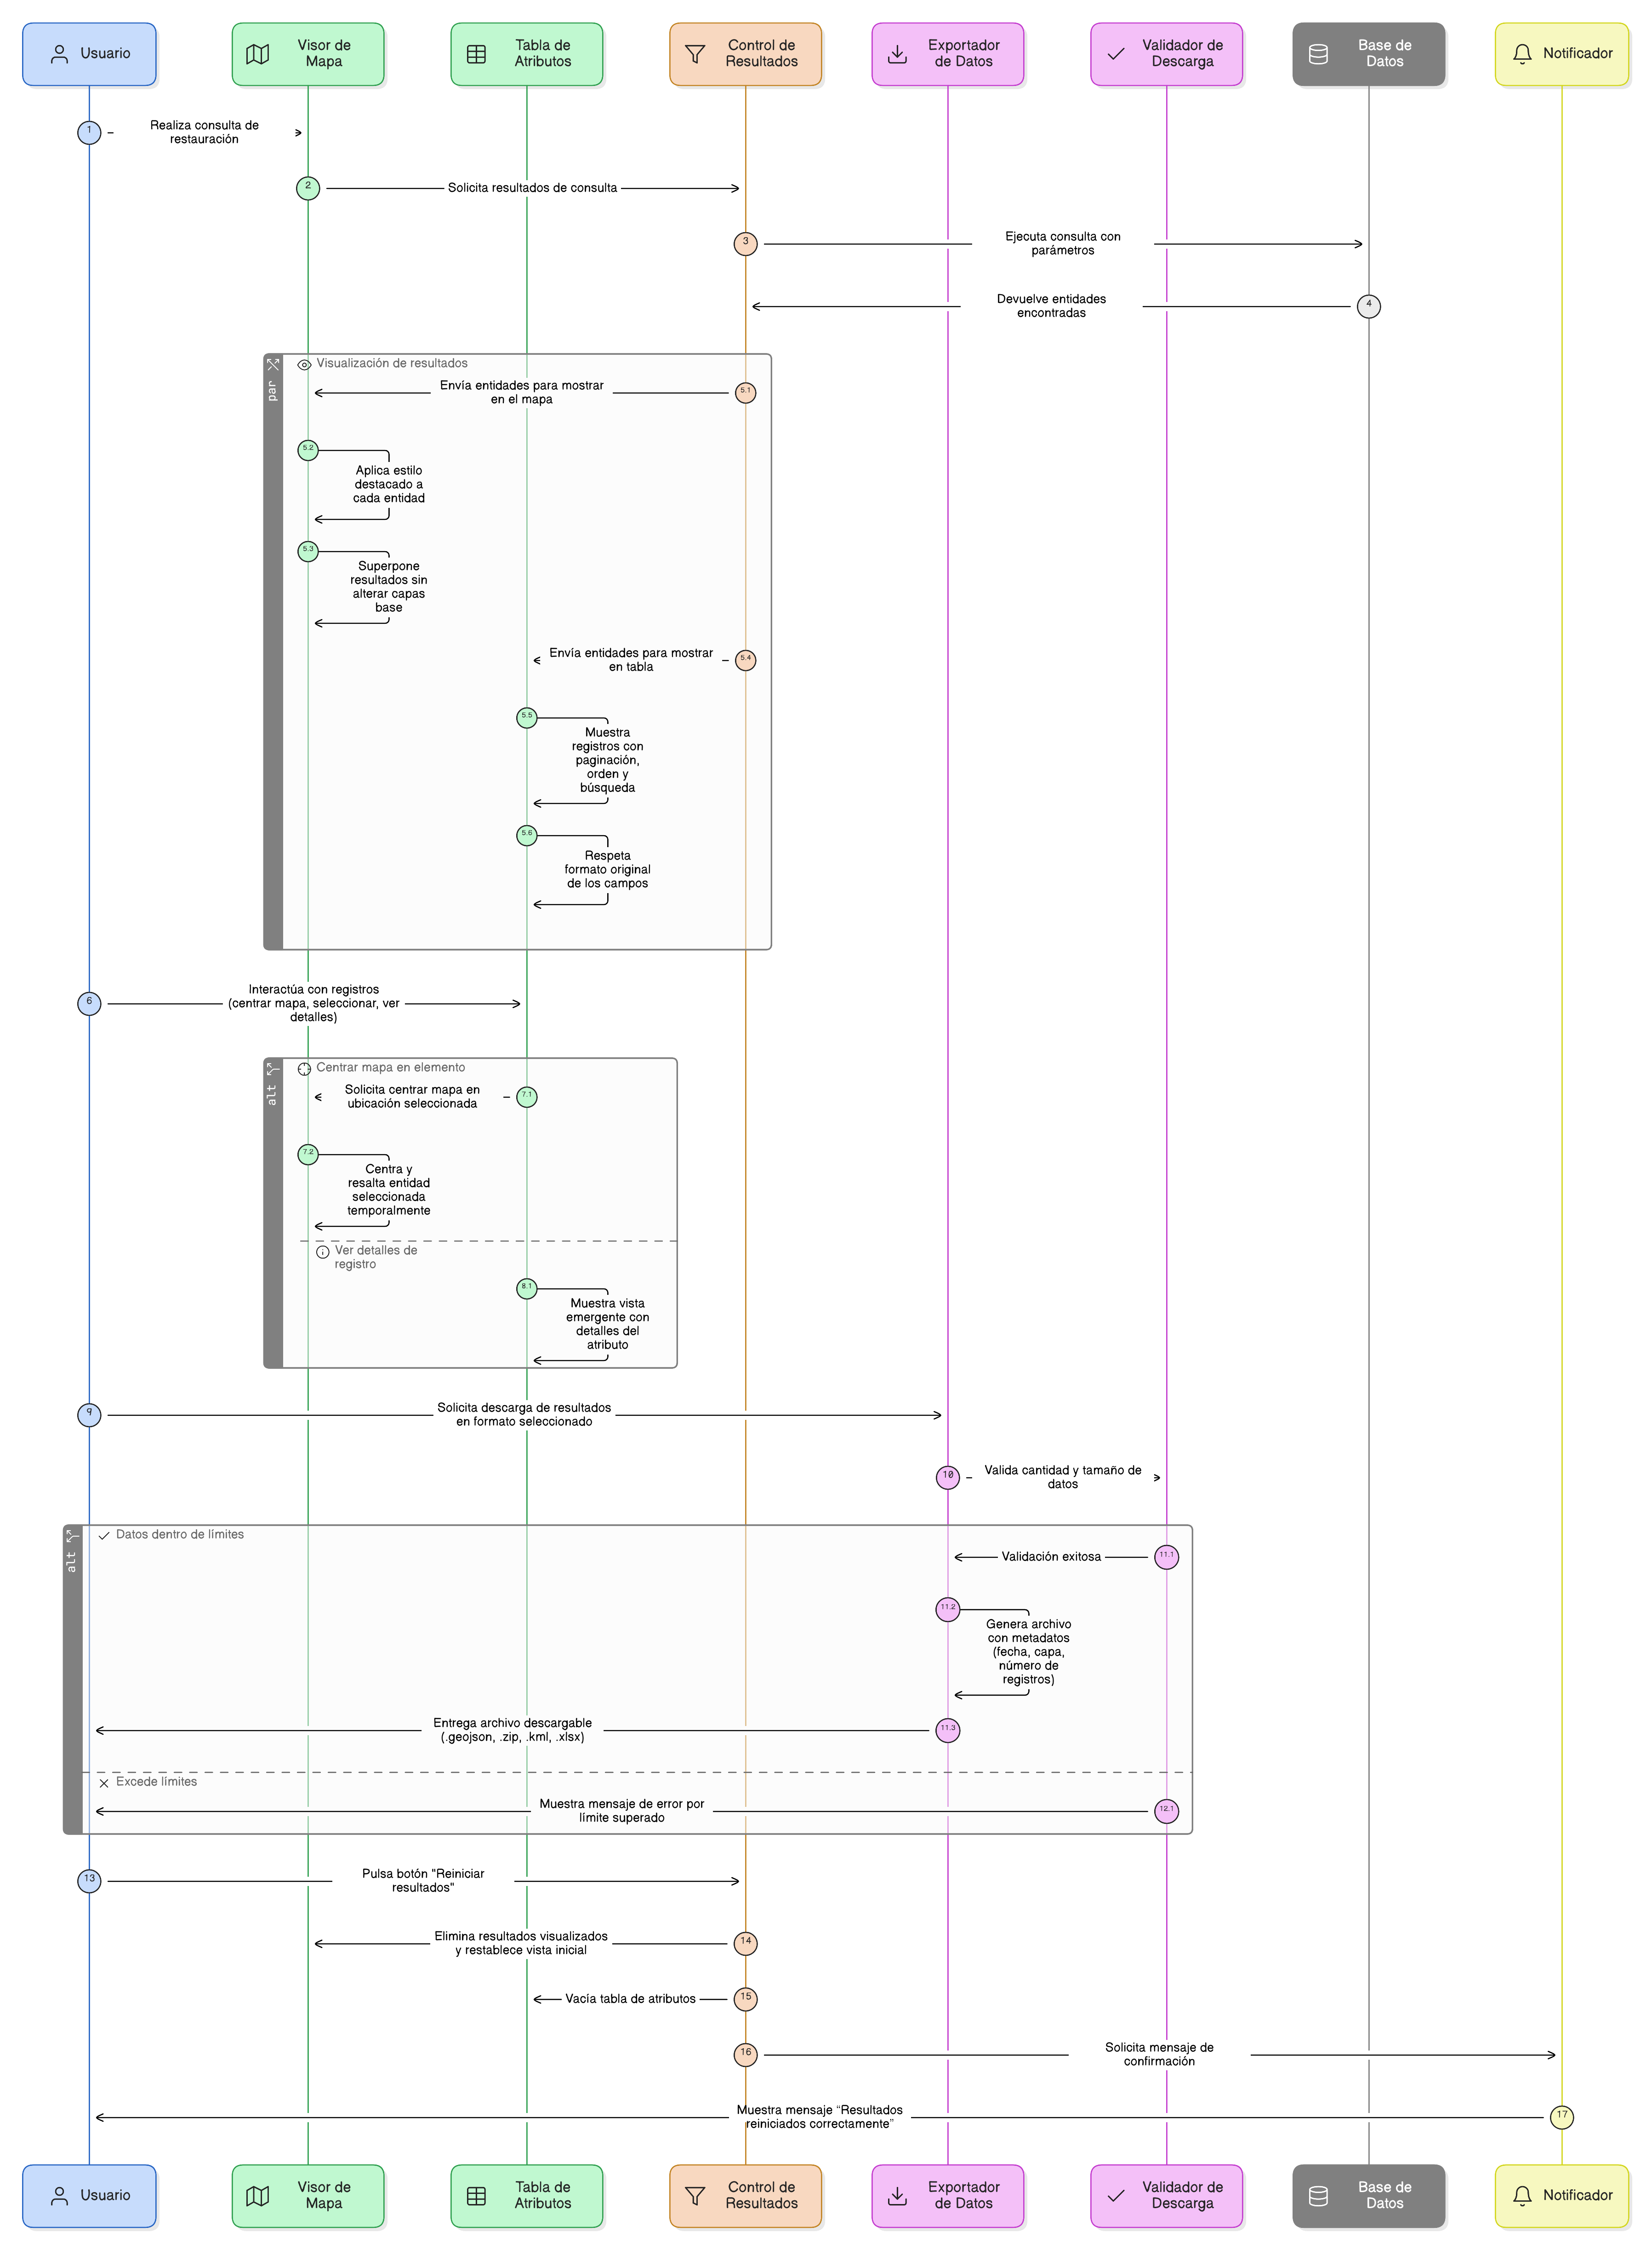 Usuario
Visor de
Mapa
Tabla de
Atributos
Control de
Resultados
Exportador
de Datos
Validador de
Descarga
Base de
Datos
Notificador
1
Realiza consulta de
restauración
2
Solicita resultados de consulta
3
Ejecuta consulta con
parámetros
Devuelve entidades
encontradas
4
par
Visualización de resultados
Envía entidades para mostrar
en el mapa
5.1
5.2
Aplica estilo
destacado a
cada entidad
5.3
Superpone
resultados sin
alterar capas
base
Envía entidades para mostrar
en tabla
5.4
5.5
Muestra
registros con
paginación,
orden y
búsqueda
5.6
Respeta
formato original
de los campos
6
Interactúa con registros
(centrar mapa, seleccionar, ver
detalles)
alt
Centrar mapa en elemento
Solicita centrar mapa en
ubicación seleccionada
7.1
7.2
Centra y
resalta entidad
seleccionada
temporalmente
Ver detalles de
registro
8.1
Muestra vista
emergente con
detalles del
atributo
9
Solicita descarga de resultados
en formato seleccionado
10
Valida cantidad y tamaño de
datos
alt
Datos dentro de límites
Validación exitosa
11.1
11.2
Genera archivo
con metadatos
(fecha, capa,
número de
registros)
Entrega archivo descargable
(.geojson, .zip, .kml, .xlsx)
11.3
Excede límites
Muestra mensaje de error por
límite superado
12.1
13
Pulsa botón "Reiniciar
resultados"
Elimina resultados visualizados
y restablece vista inicial
14
Vacía tabla de atributos
15
16
Solicita mensaje de
confirmación
Muestra mensaje “Resultados
reiniciados correctamente”
17
Usuario
Visor de
Mapa
Tabla de
Atributos
Control de
Resultados
Exportador
de Datos
Validador de
Descarga
Base de
Datos
Notificador